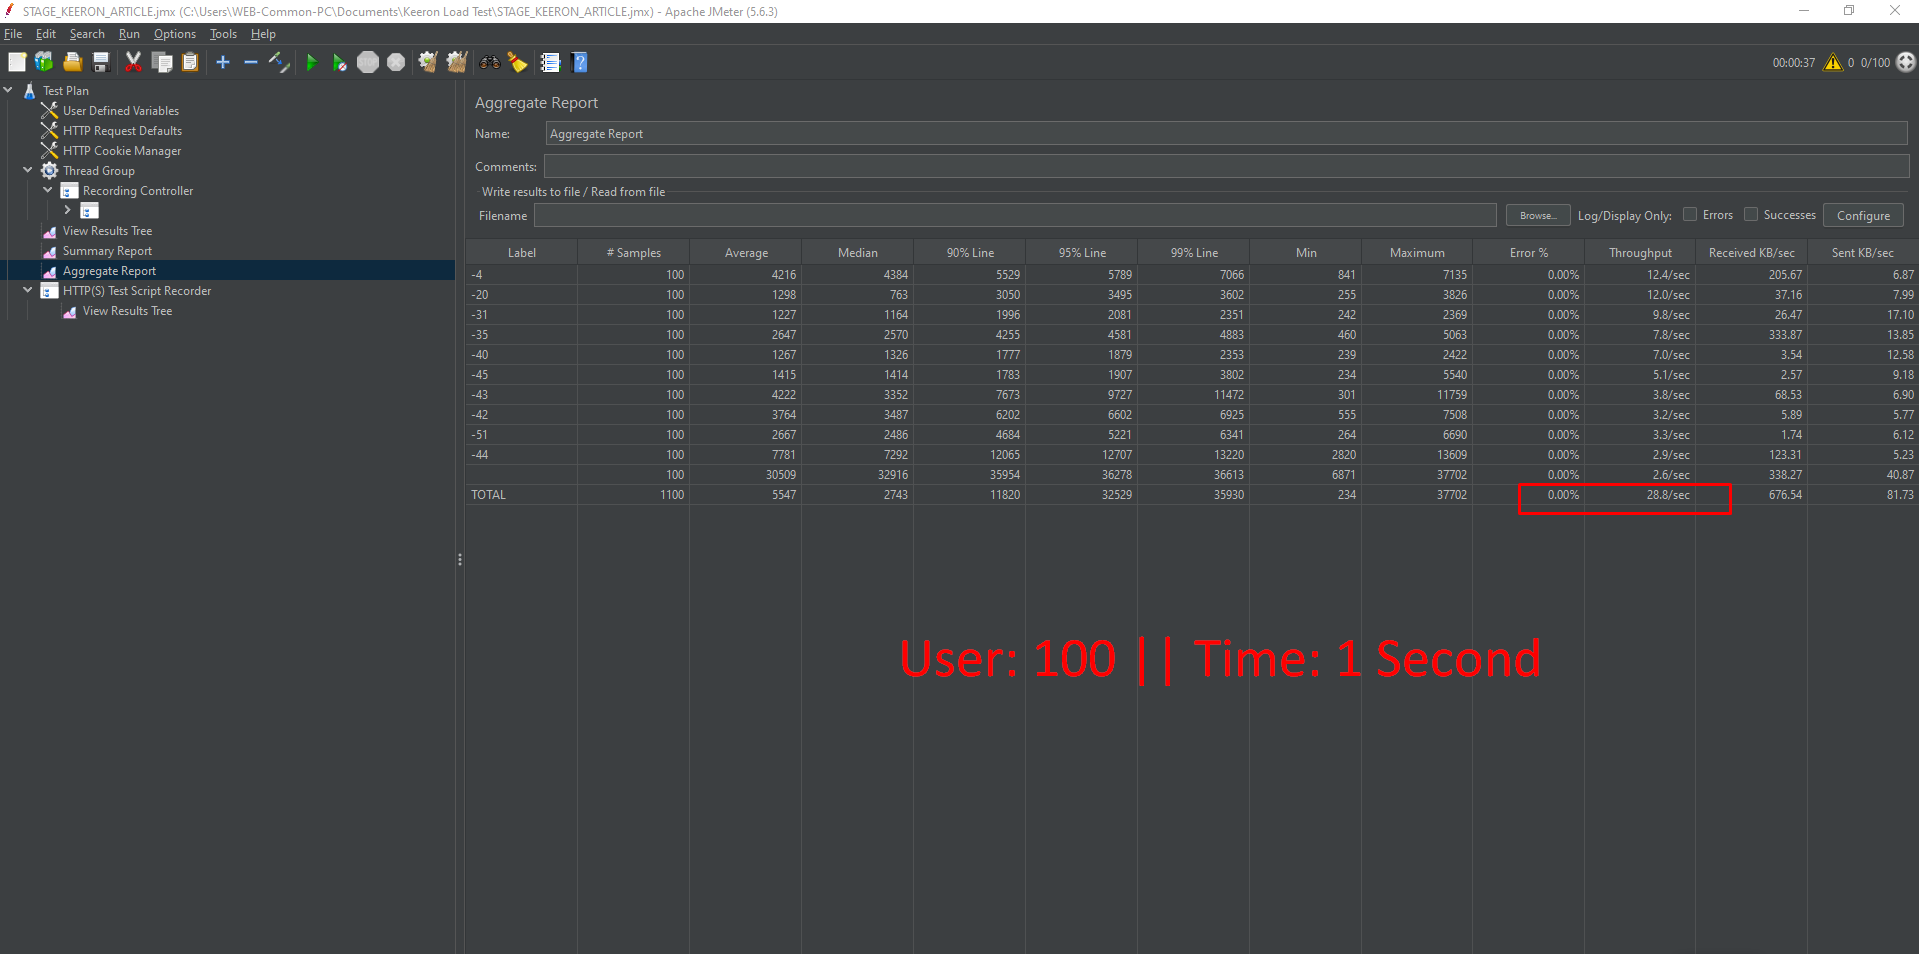 STAGE_KEERON_ARTICLE.jmx (C:\Users\WEB-Common-PC\Documents\Keeron Load Test\STAGE_KEERON_ARTICLE.jmx) - Apache JMeter (5.6.3)
File Edit Search Run Options Tools Help
00:00:37 0 0/100
Test Plan
User Defined Variables
HTTP Request Defaults
HTTP Cookie Manager
Thread Group
Recording Controller
View Results Tree
Summary Report
Aggregate Report
HTTP(S) Test Script Recorder
View Results Tree
Aggregate Report
Name: Aggregate Report
Comments:
Write results to file / Read from file
Filename Browse... Log/Display Only: Errors Successes Configure
Label # Samples Average Median 90% Line 95% Line 99% Line Min Maximum Error % Throughput Received KB/sec Sent KB/sec
-4 100 4216 4384 5529 5789 7066 841 7135 0.00% 12.4/sec 205.67 6.87
-20 100 1298 763 3050 3495 3602 255 3826 0.00% 12.0/sec 37.16 7.99
-31 100 1227 1164 1996 2081 2351 242 2369 0.00% 9.8/sec 26.47 17.10
-35 100 2647 2570 4255 4581 4883 460 5063 0.00% 7.8/sec 333.87 13.85
-40 100 1267 1326 1777 1879 2353 239 2422 0.00% 7.0/sec 3.54 12.58
-45 100 1415 1414 1783 1907 3802 234 5540 0.00% 5.1/sec 2.57 9.18
-43 100 4222 3352 7673 9727 11472 301 11759 0.00% 3.8/sec 68.53 6.90
-42 100 3764 3487 6202 6602 6925 555 7508 0.00% 3.2/sec 5.89 5.77
-51 100 2667 2486 4684 5221 6341 264 6690 0.00% 3.3/sec 1.74 6.12
-44 100 7781 7292 12065 12707 13220 2820 13609 0.00% 2.9/sec 123.31 5.23
100 30509 32916 35954 36278 36613 6871 37702 0.00% 2.6/sec 338.27 40.87
TOTAL 1100 5547 2743 11820 32529 35930 234 37702 0.00% 28.8/sec 676.54 81.73
User: 100 || Time: 1 Second